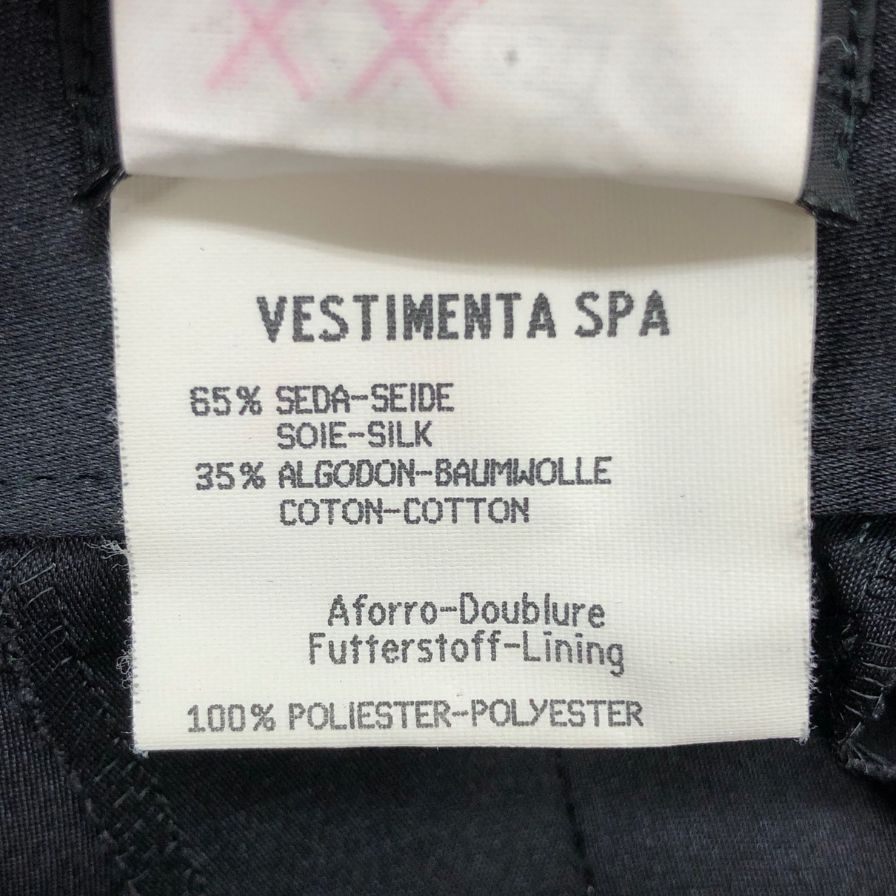 XX
VESTIMENTA SPA
65% SEDA-SEIDE
SOIE-SILK
35% ALGODON-BAUMWOLLE
COTON-COTTON
Aforro-Doublure
Futterstoff-Lining
100% POLIESTER-POLYESTER